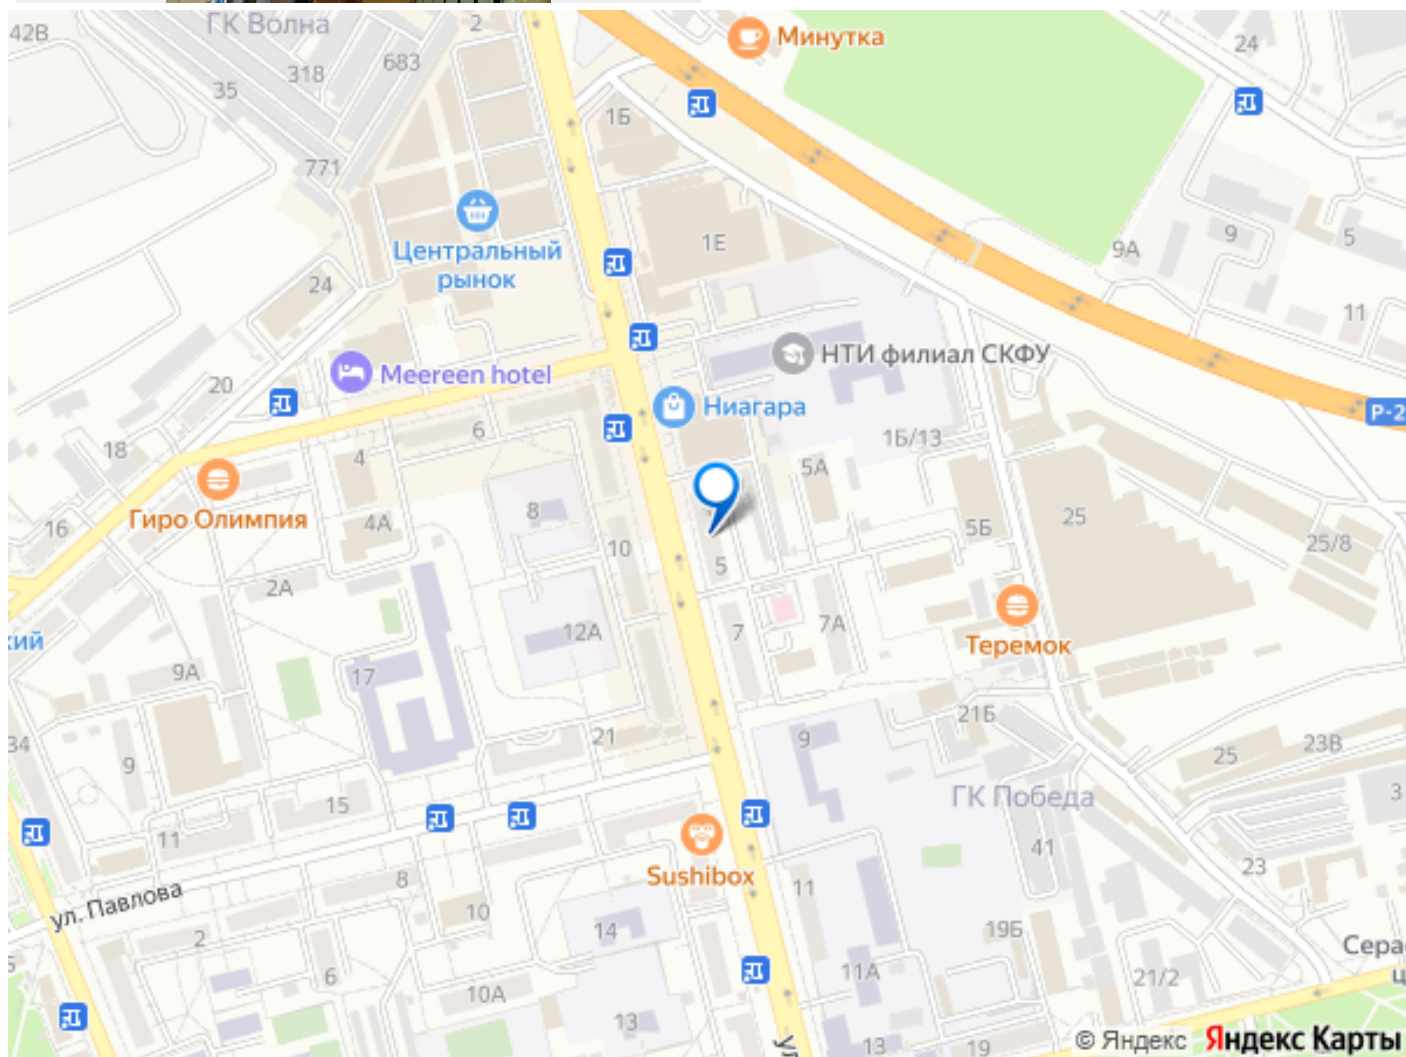 42В
ГК Волна
2
683
318
35
771
Минутка
24
1Б
1Е
Центральный
рынок
24
9А
9
5
11
НТИ филиал СКФУ
Meereen hotel
20
Ниагара
Р-2
18
6
4
1Б/13
5А
Гиро Олимпия
16
4А
8
10
5
5Б
25
25/8
2А
кий
12А
7
7А
Теремок
9А
17
34
9
21
9
21Б
25
23В
15
ГК Победа
3
11
41
Sushibox
23
ул. Павлова
8
11
10
14
19Б
2
Сера
ц
5
6
10А
11А
21/2
13
ул
13
19
© Яндекс
Яндекс Карты